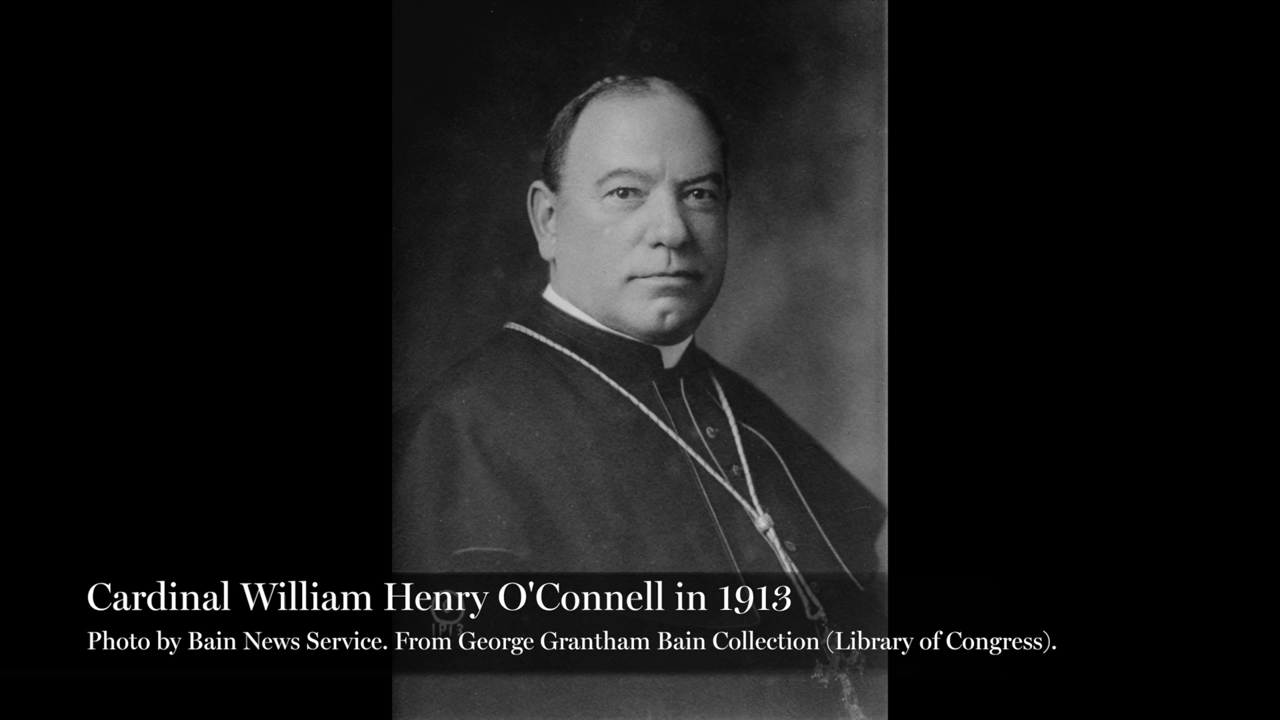 Cardinal William Henry O'Connell in 1913
Photo by Bain News Service. From George Grantham Bain Collection (Library of Congress).
1913